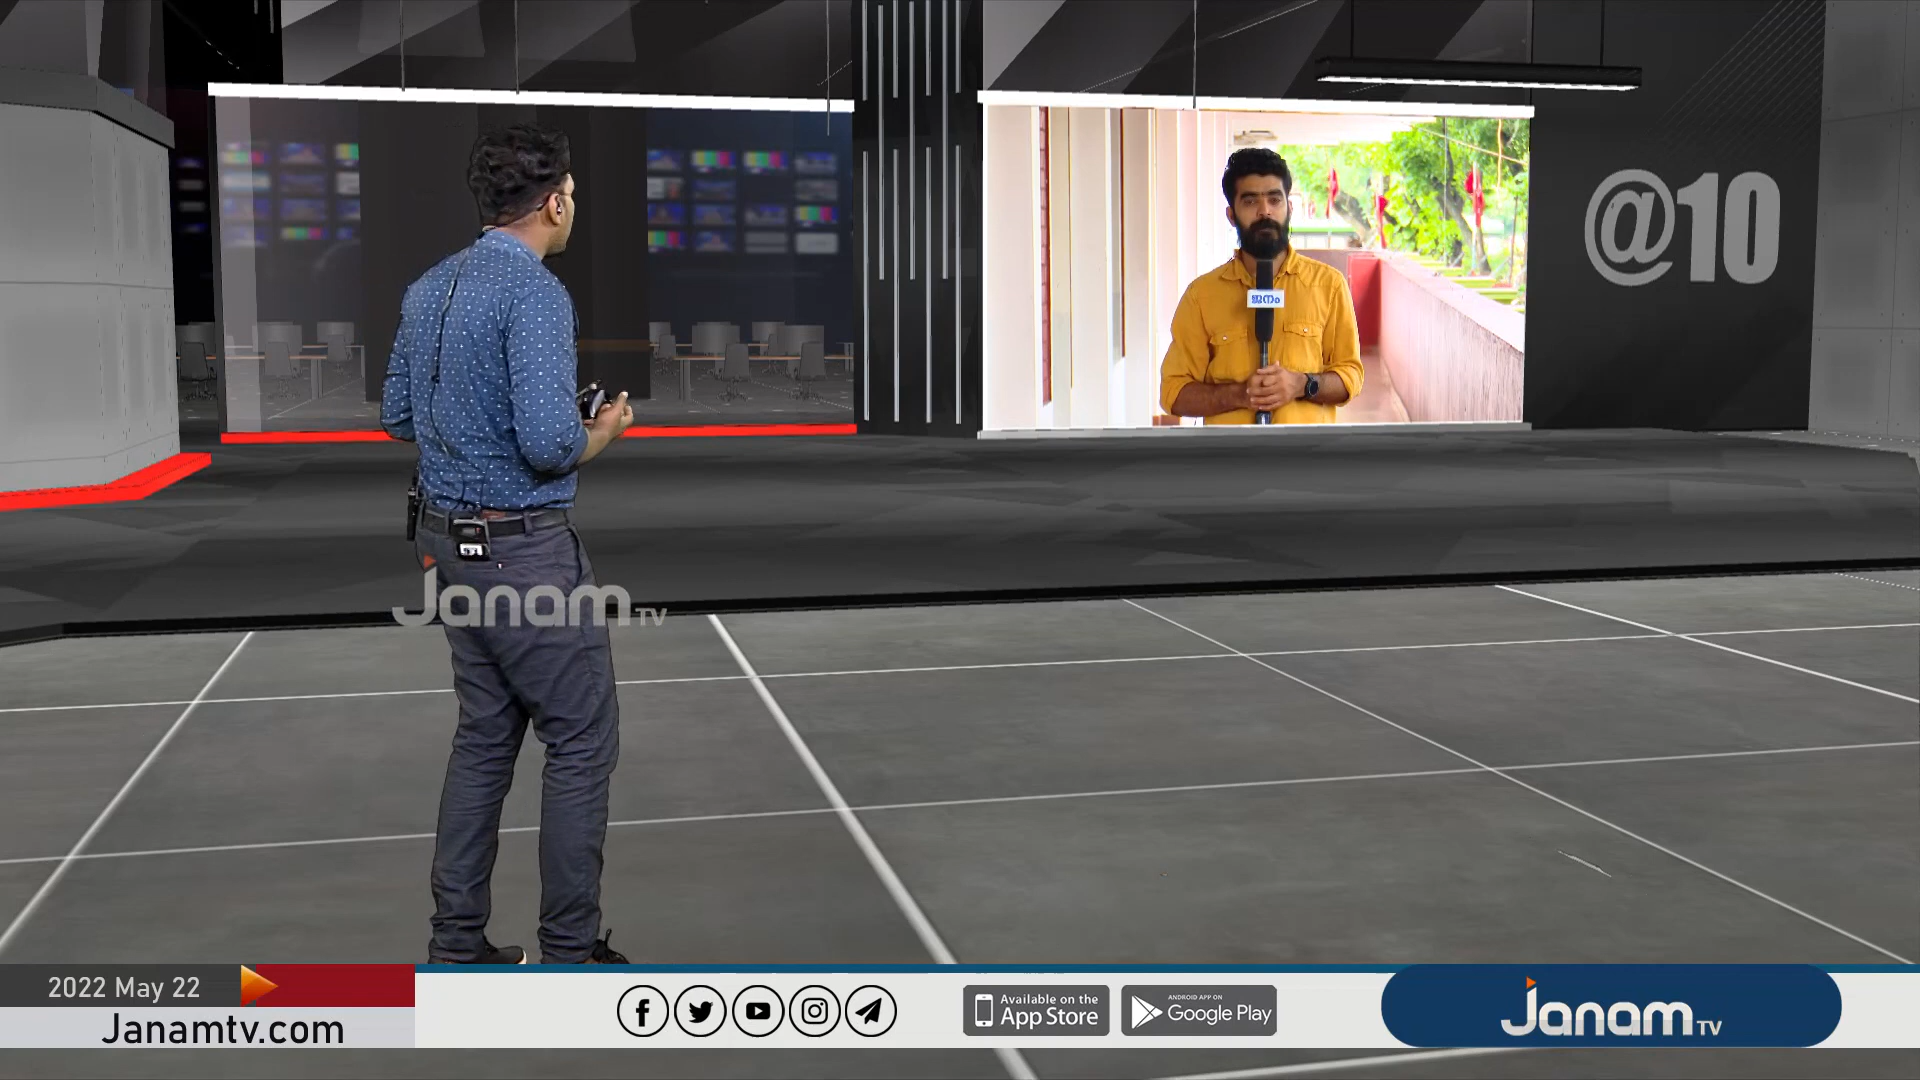 @10
ജനം
Janam TV
2022 May 22
Janamtv.com
Available on the
App Store
ANDROID APP ON
Google Play
Janam TV